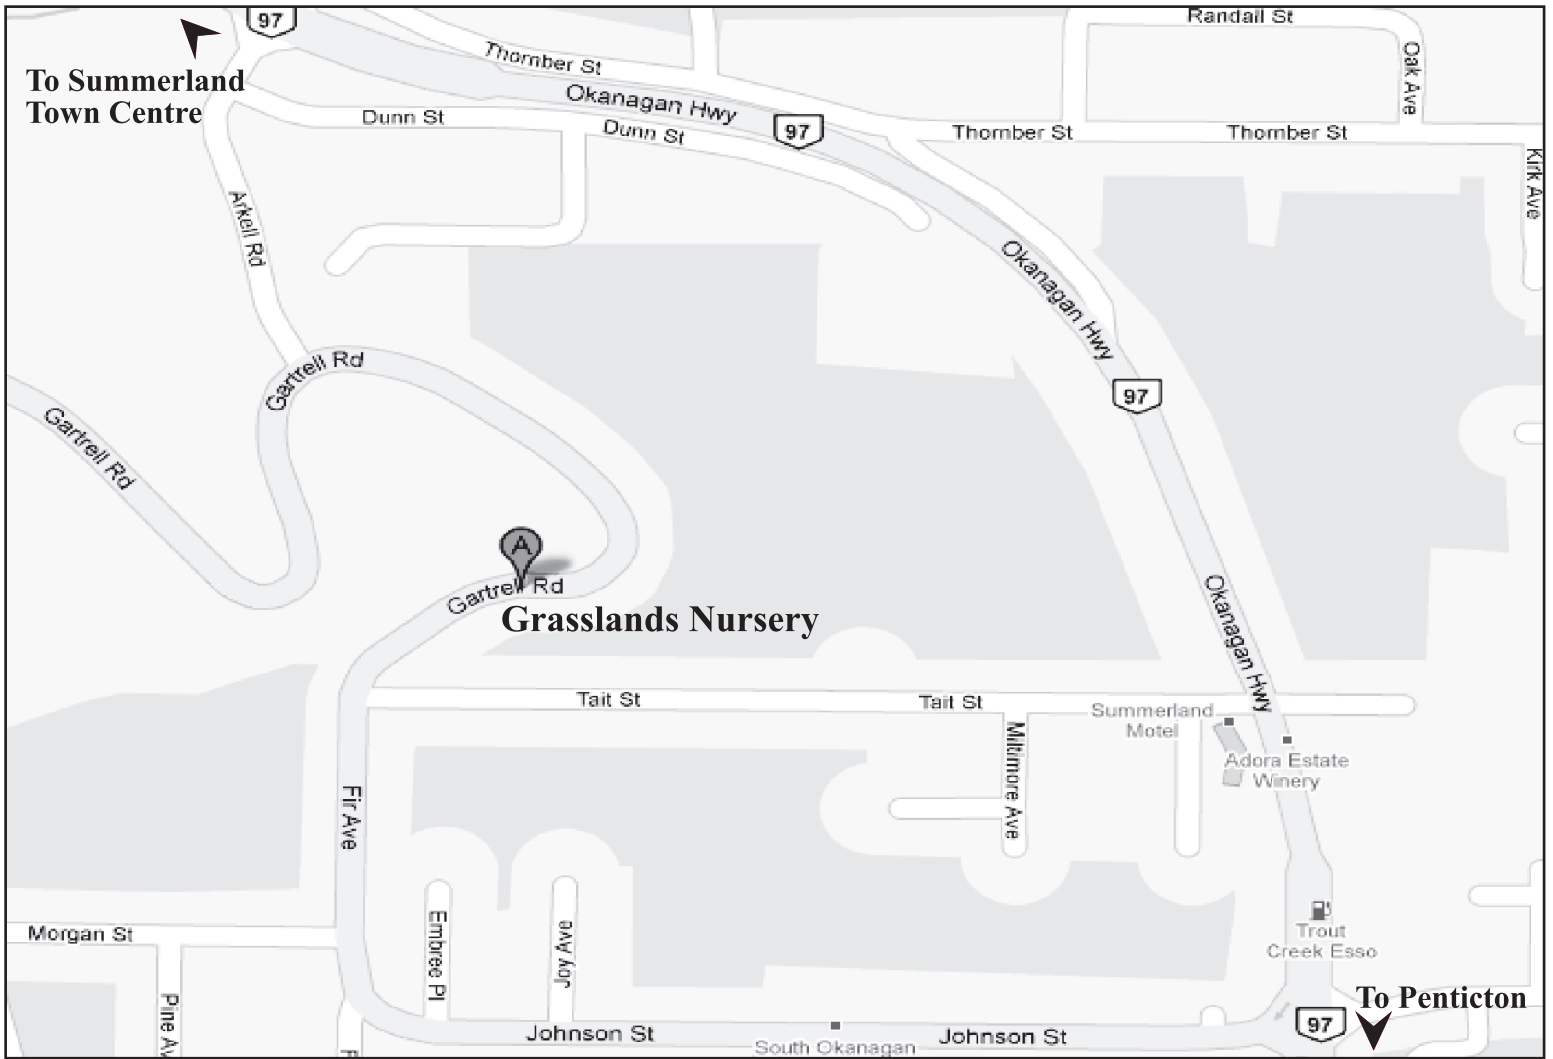 97
Randall St
To Summerland
Town Centre
Thornber St
Oak Ave
Okanagan Hwy
97
Dunn St
Dunn St
Thornber St
Thornber St
Kirk Ave
Arkell Rd
Okanagan Hwy
Gartrell Rd
97
Gartrell Rd
A
Gartrell Rd
Grasslands Nursery
Okanagan Hwy
Tait St
Tait St
Summerland
Motel
Miltimore Ave
Adora Estate
Winery
Fir Ave
Trout
Creek Esso
Morgan St
Embree Pl
Joy Ave
Pine Av
To Penticton
97
Johnson St
Johnson St
South Okanagan